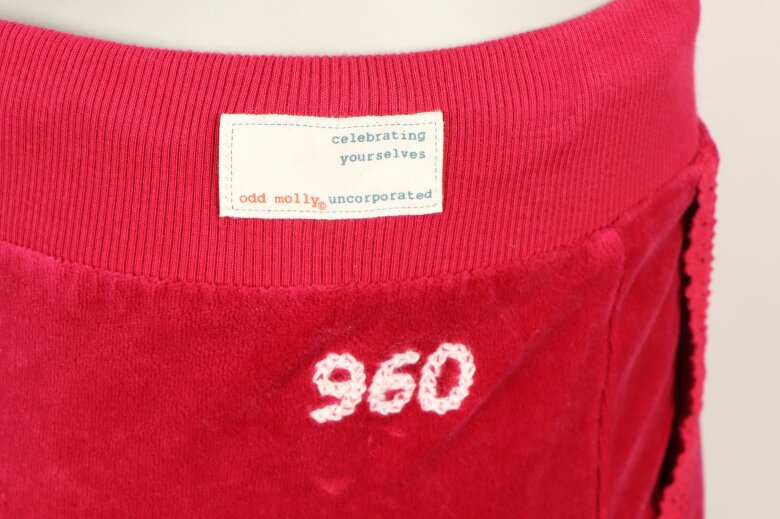 celebrating
yourselves
odd molly© uncorporated
960